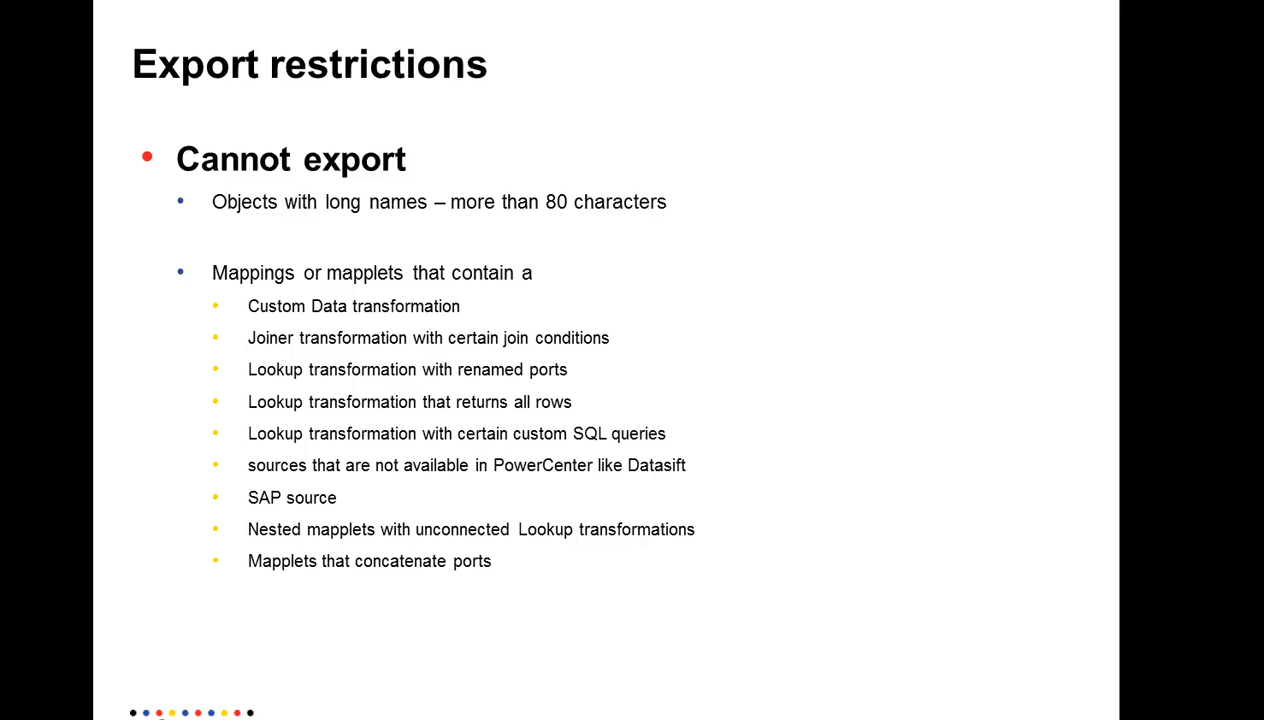 Export restrictions
• Cannot export
• Objects with long names – more than 80 characters
• Mappings or mapplets that contain a
• Custom Data transformation
• Joiner transformation with certain join conditions
• Lookup transformation with renamed ports
• Lookup transformation that returns all rows
• Lookup transformation with certain custom SQL queries
• sources that are not available in PowerCenter like Datasift
• SAP source
• Nested mapplets with unconnected Lookup transformations
• Mapplets that concatenate ports